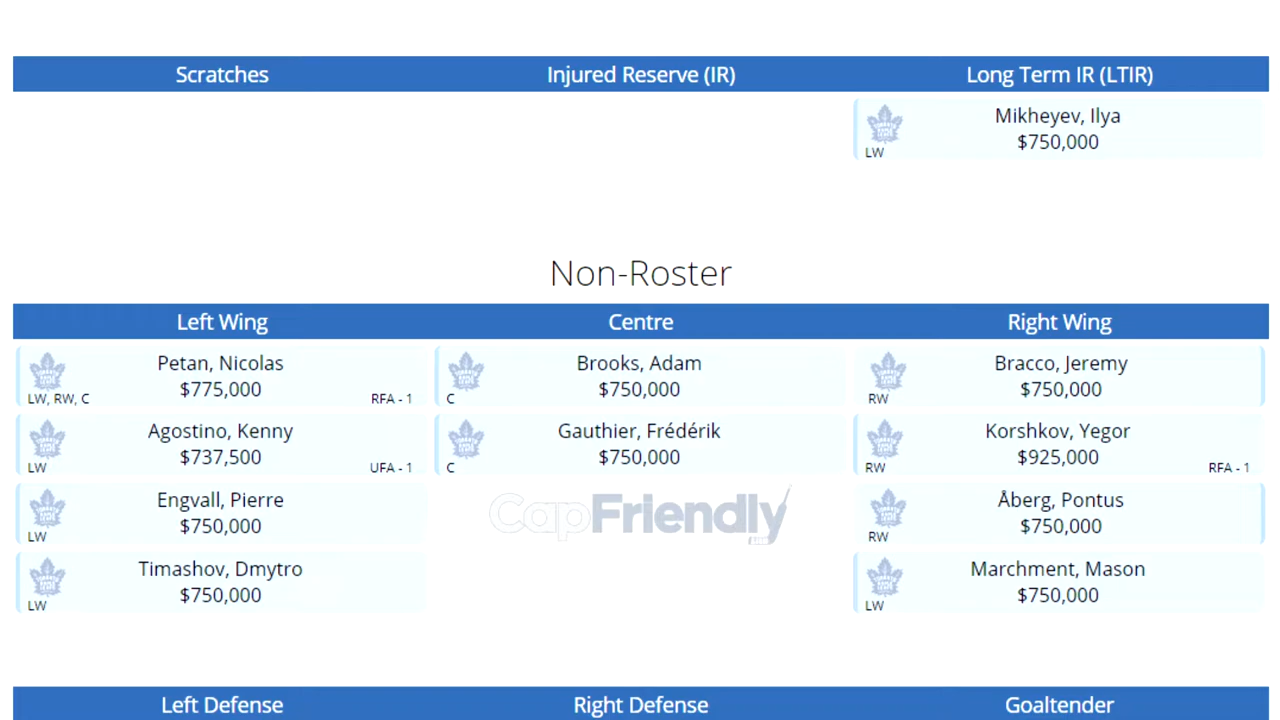 Scratches
Injured Reserve (IR)
Long Term IR (LTIR)
Mikheyev, Ilya
$750,000
LW
Non-Roster
Left Wing
Centre
Right Wing
Petan, Nicolas
$775,000
LW, RW, C
RFA - 1
Brooks, Adam
$750,000
C
Bracco, Jeremy
$750,000
RW
Agostino, Kenny
$737,500
LW
UFA - 1
Gauthier, Frédérik
$750,000
C
Korshkov, Yegor
$925,000
RW
RFA - 1
Engvall, Pierre
$750,000
LW
CapFriendly
Åberg, Pontus
$750,000
RW
Timashov, Dmytro
$750,000
LW
Marchment, Mason
$750,000
LW
Left Defense
Right Defense
Goaltender